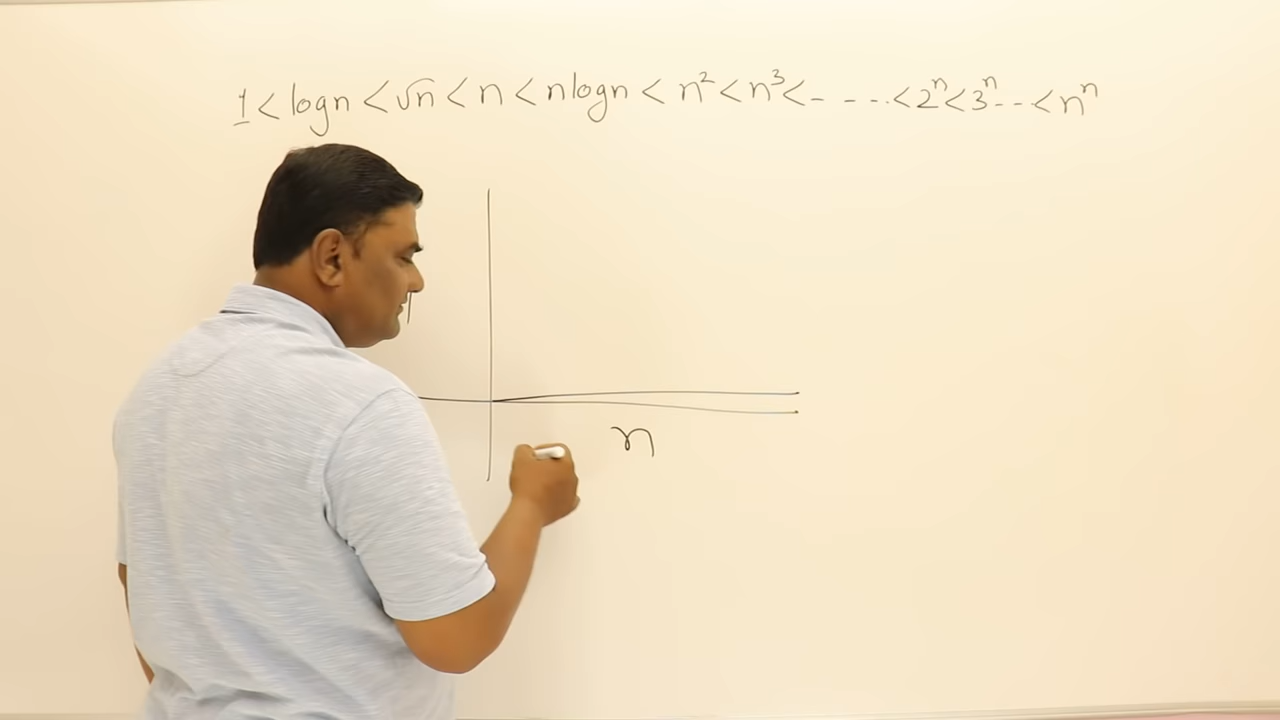 1 < logn < √n < n < nlogn < n² < n³ < - - - .. < 2ⁿ < 3ⁿ - - .. < nⁿ
n